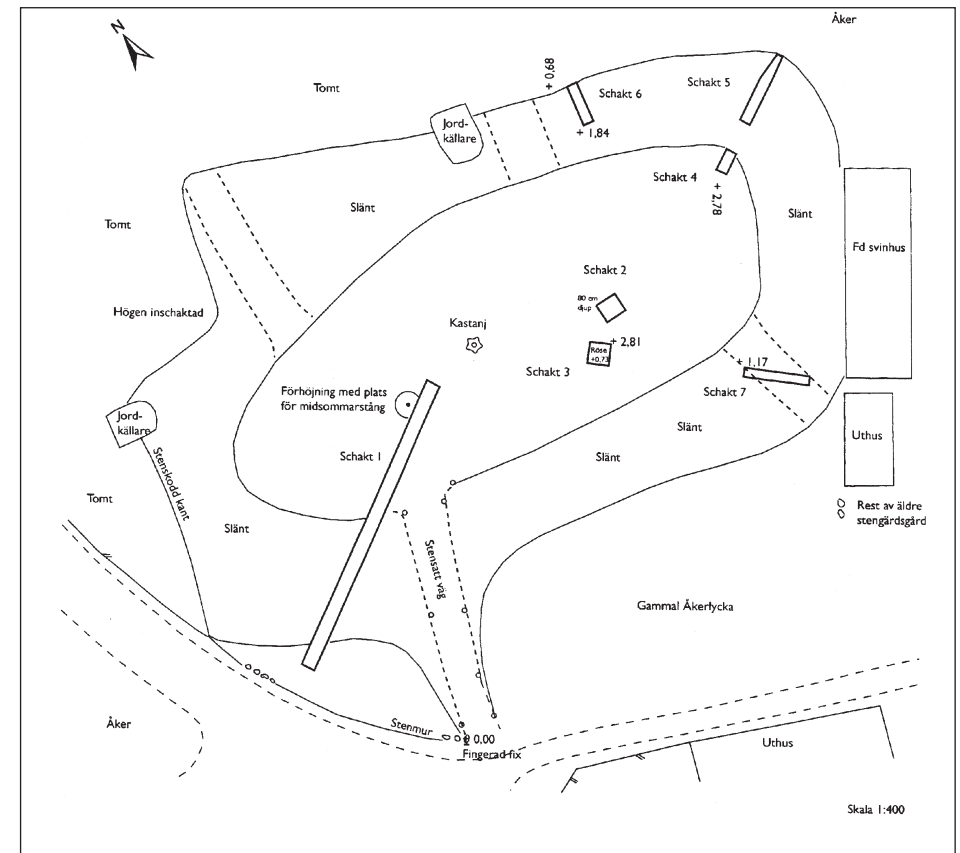 Åker
N
Tomt
+ 0,68
Schakt 6
Schakt 5
Jord-
källare
+ 1,84
Schakt 4
+ 2,78
Slänt
Slänt
Tomt
Fd svinhus
Schakt 2
80 cm
djup
Högen inschaktad
Kastanj
+ 2,81
Röse
+0,73
Schakt 3
+ 1,17
Schakt 7
Förhöjning med plats
för midsommarstång
Jord-
källare
Slänt
Uthus
Schakt 1
Slänt
Stenskodd kant
Tomt
Rest av äldre
stengärdsgård
Slänt
Stensatt väg
Gammal Åkerlycka
Åker
Stenmur
0,00
Fingerad fix
Uthus
Skala 1:400